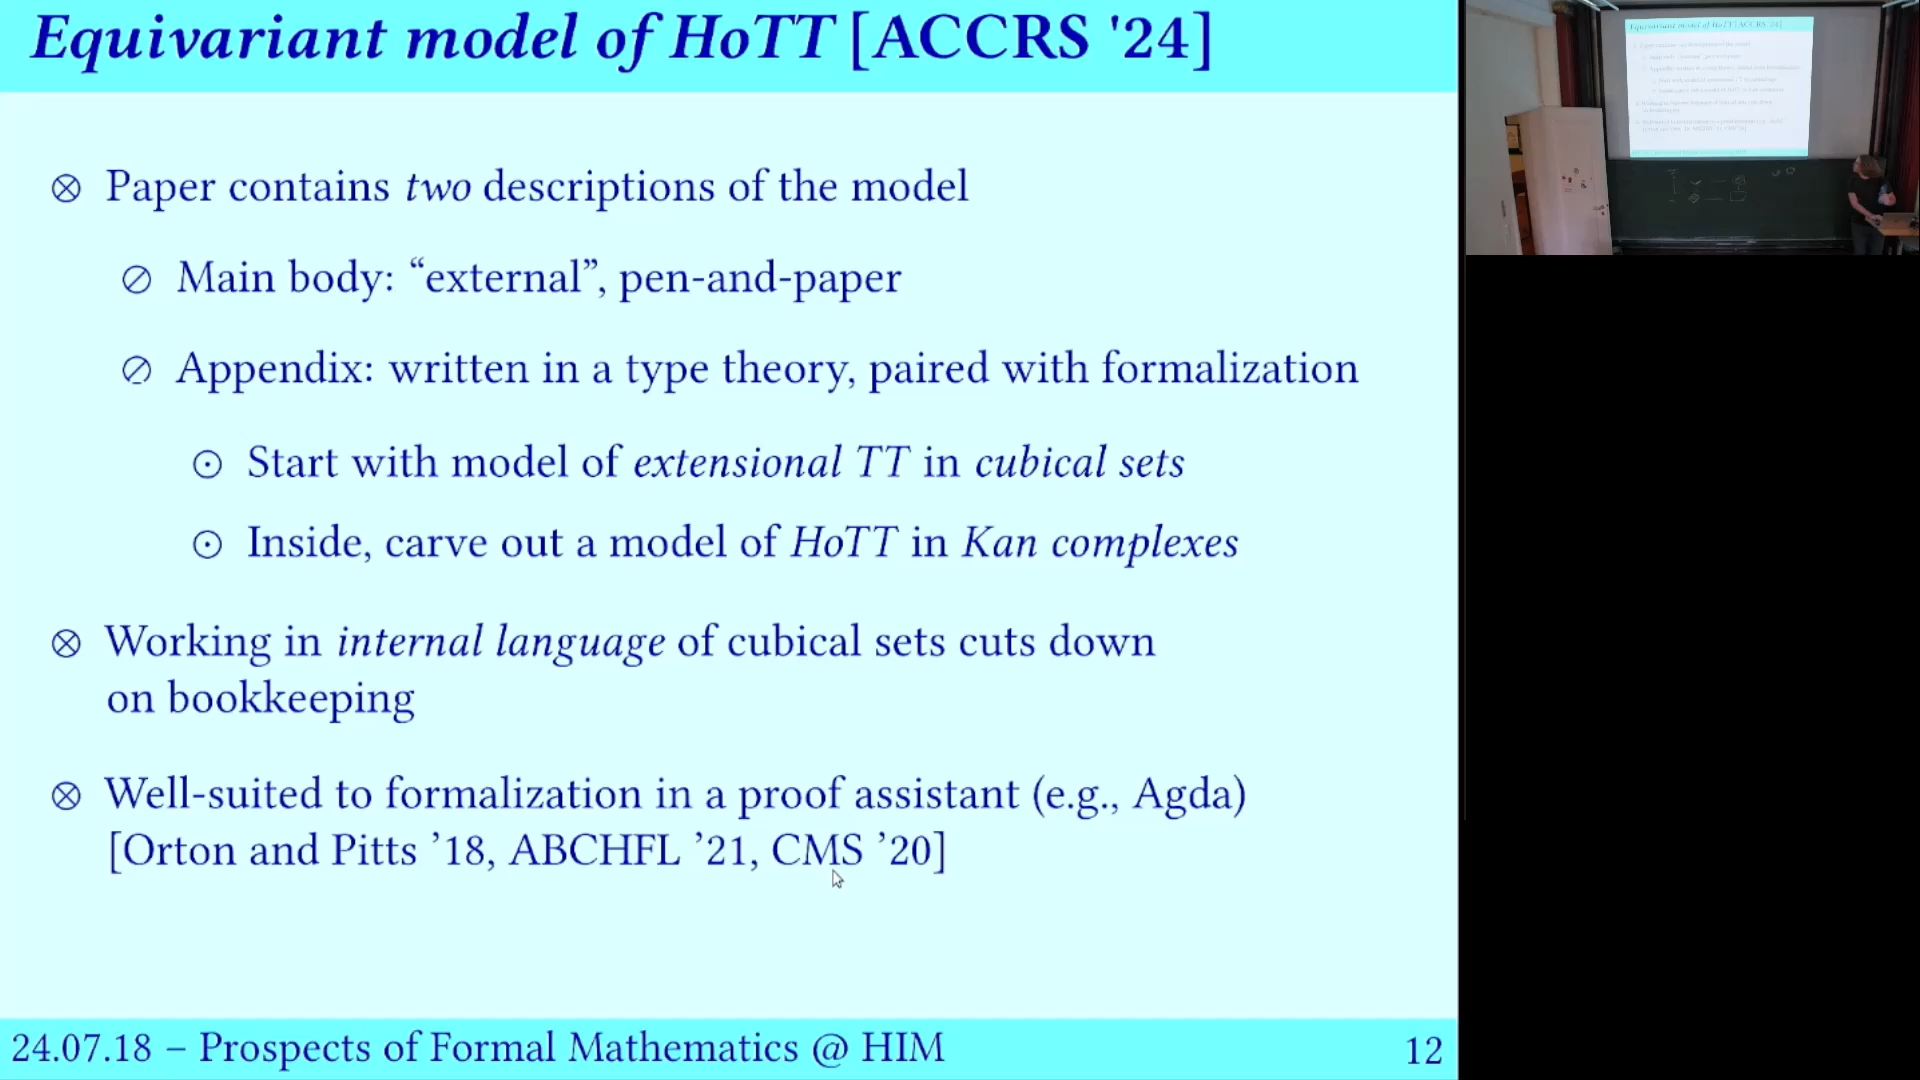 Equivariant model of HoTT [ACCRS '24]
⊗ Paper contains two descriptions of the model
⊘ Main body: “external”, pen-and-paper
⊘ Appendix: written in a type theory, paired with formalization
⊙ Start with model of extensional TT in cubical sets
⊙ Inside, carve out a model of HoTT in Kan complexes
⊗ Working in internal language of cubical sets cuts down
on bookkeeping
⊗ Well-suited to formalization in a proof assistant (e.g., Agda)
[Orton and Pitts ’18, ABCHFL ’21, CMS ’20]
24.07.18 – Prospects of Formal Mathematics @ HIM 12